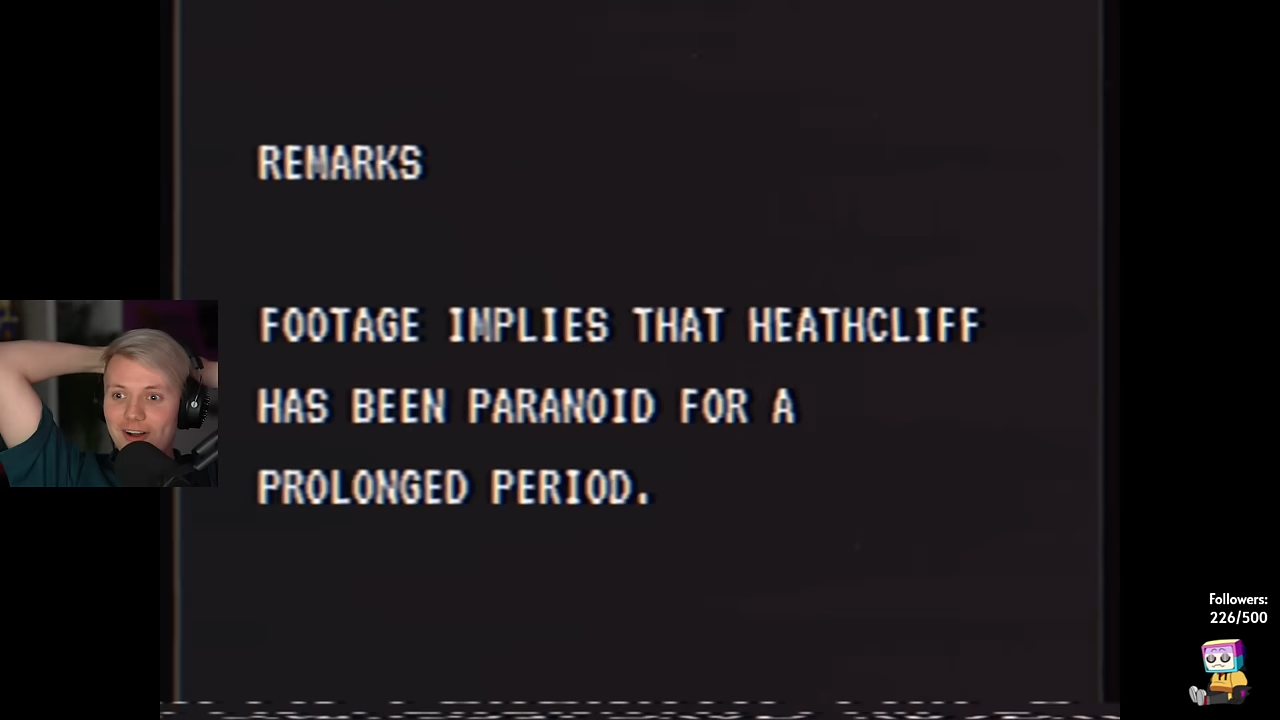 REMARKS
FOOTAGE IMPLIES THAT HEATHCLIFF
HAS BEEN PARANOID FOR A
PROLONGED PERIOD.
Followers:
226/500